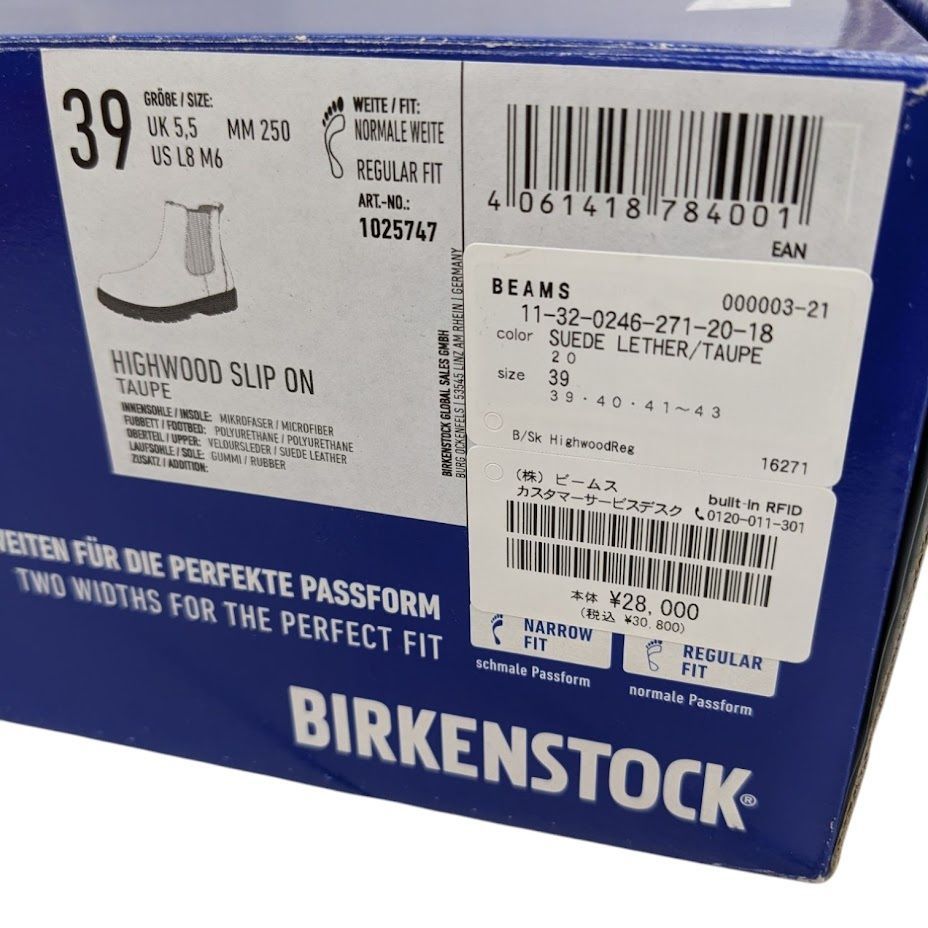 39
GRÖßE / SIZE:
UK 5,5 MM 250
US L8 M6
WEITE / FIT:
NORMALE WEITE
REGULAR FIT
ART.-NO.:
1025747
HIGHWOOD SLIP ON
TAUPE
INNENSOHLE / INSOLE: MIKROFASER / MICROFIBER
FUßBETT / FOOTBED: POLYURETHANE / POLYURETHANE
OBERTEIL / UPPER: VELOURSLEDER / SUEDE LEATHER
LAUFSOHLE / SOLE: GUMMI / RUBBER
ZUSATZ / ADDITION:
BIRKENSTOCK GLOBAL SALES GMBH
BURG OCKENFELS | 53545 LINZ AM RHEIN | GERMANY
4 061418 784001
EAN
BEAMS 000003-21
11-32-0246-271-20-18
color SUEDE LETHER/TAUPE
20
size 39
39・40・41～43
B/Sk HighwoodReg
16271
(株) ビームス
カスタマーサービスデスク
built-in RFID
0120-011-301
本体 ¥28,000
(税込 ¥30,800)
WEITEN FÜR DIE PERFEKTE PASSFORM
TWO WIDTHS FOR THE PERFECT FIT
NARROW
FIT
schmale Passform
REGULAR
FIT
normale Passform
BIRKENSTOCK®